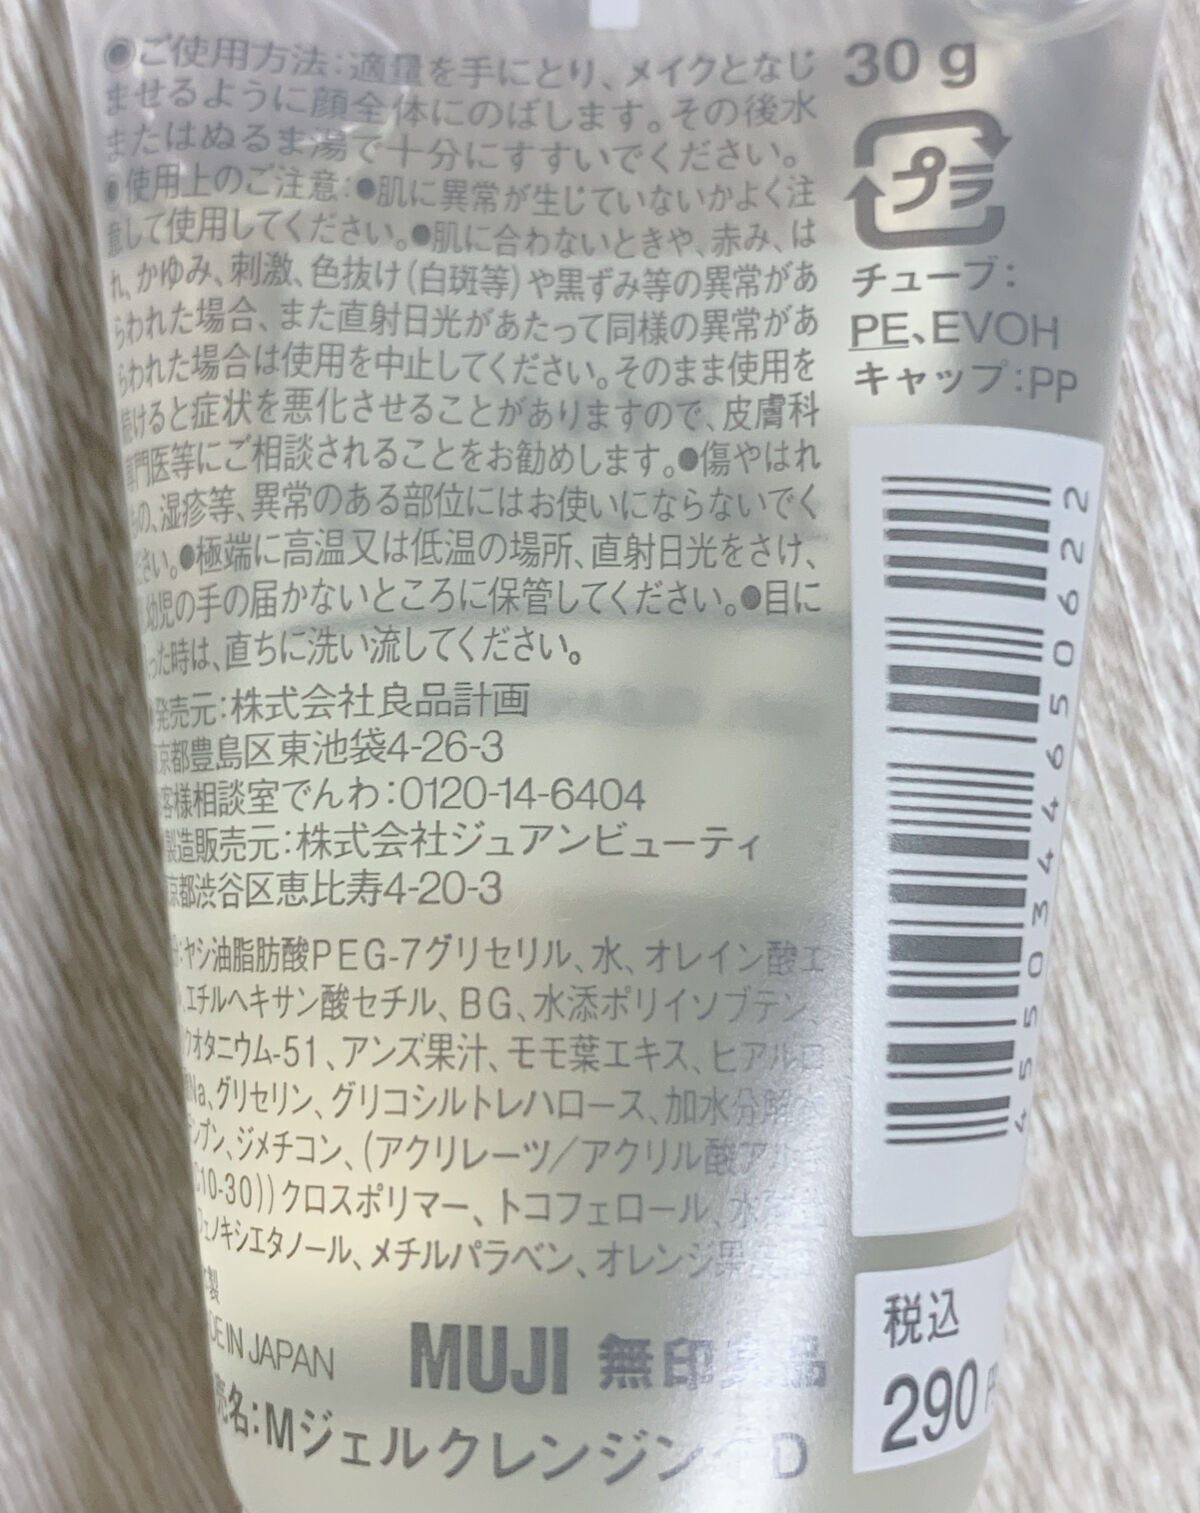 ●ご使用方法:適量を手にとり、メイクとなじ
ませるように顔全体にのばします。その後水
またはぬるま湯で十分にすすいでください。
●使用上のご注意:●肌に異常が生じていないかよく注
意して使用してください。●肌に合わないときや、赤み、は
れ、かゆみ、刺激、色抜け(白斑等)や黒ずみ等の異常があ
らわれた場合、また直射日光があたって同様の異常があ
らわれた場合は使用を中止してください。そのまま使用を
続けると症状を悪化させることがありますので、皮膚科
専門医等にご相談されることをお勧めします。●傷やはれ
もの、湿疹等、異常のある部位にはお使いにならないでく
ださい。●極端に高温又は低温の場所、直射日光をさけ、
幼児の手の届かないところに保管してください。●目に
った時は、直ちに洗い流してください。
発売元:株式会社良品計画
京都豊島区東池袋4-26-3
客様相談室でんわ:0120-14-6404
製造販売元:株式会社ジュアンビューティ
京都渋谷区恵比寿4-20-3
分:ヤシ油脂肪酸PEG-7グリセリル、水、オレイン酸エ
、エチルヘキサン酸セチル、BG、水添ポリイソブテン、
クオタニウム-51、アンズ果汁、モモ葉エキス、ヒアルロ
Na、グリセリン、グリコシルトレハロース、加水分解
デンプン、ジメチコン、(アクリレーツ/アクリル酸ア
C10-30))クロスポリマー、トコフェロール、水
フェノキシエタノール、メチルパラベン、オレンジ果
製
DE IN JAPAN
MUJI 無印良品
売名:Mジェルクレンジング D
30 g
プラ
チューブ:
PE、EVOH
キャップ:PP
4550344650622
税込
290